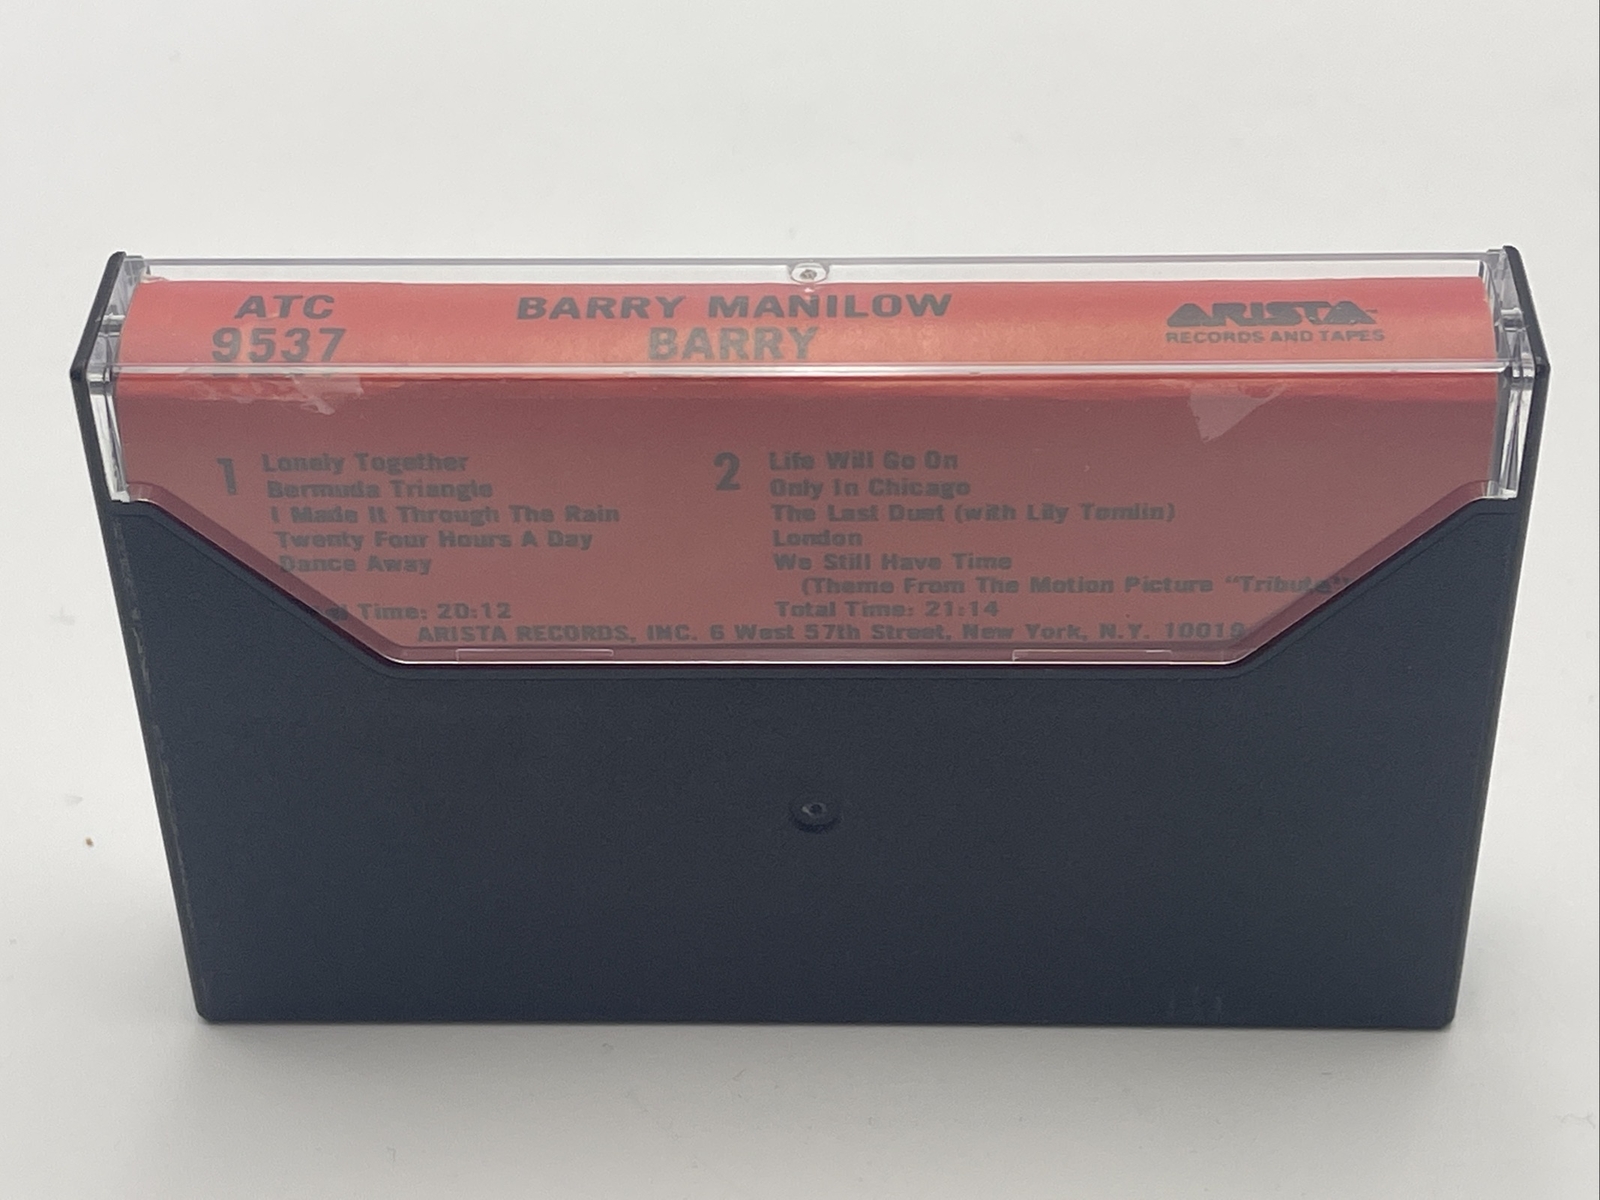 ATC
9537
BARRY MANILOW
BARRY
ARISTA
RECORDS AND TAPES
1
Lonely Together
Bermuda Triangle
I Made It Through The Rain
Twenty Four Hours A Day
Dance Away
Time: 20:12
2
Life Will Go On
Only In Chicago
The Last Duet (with Lily Tomlin)
London
We Still Have Time
(Theme From The Motion Picture "Tribute"
Total Time: 21:14
ARISTA RECORDS, INC. 6 West 57th Street, New York, N.Y. 10019